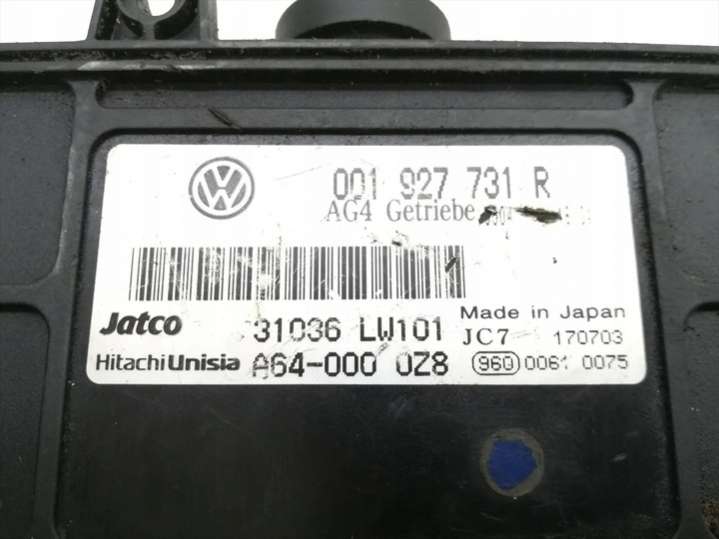 001 927 731 R
AG4 Getriebe
Made in Japan
Jatco 31036 LW101 JC7 170703
HitachiUnisia A64-000 0Z8 960 0061 0075